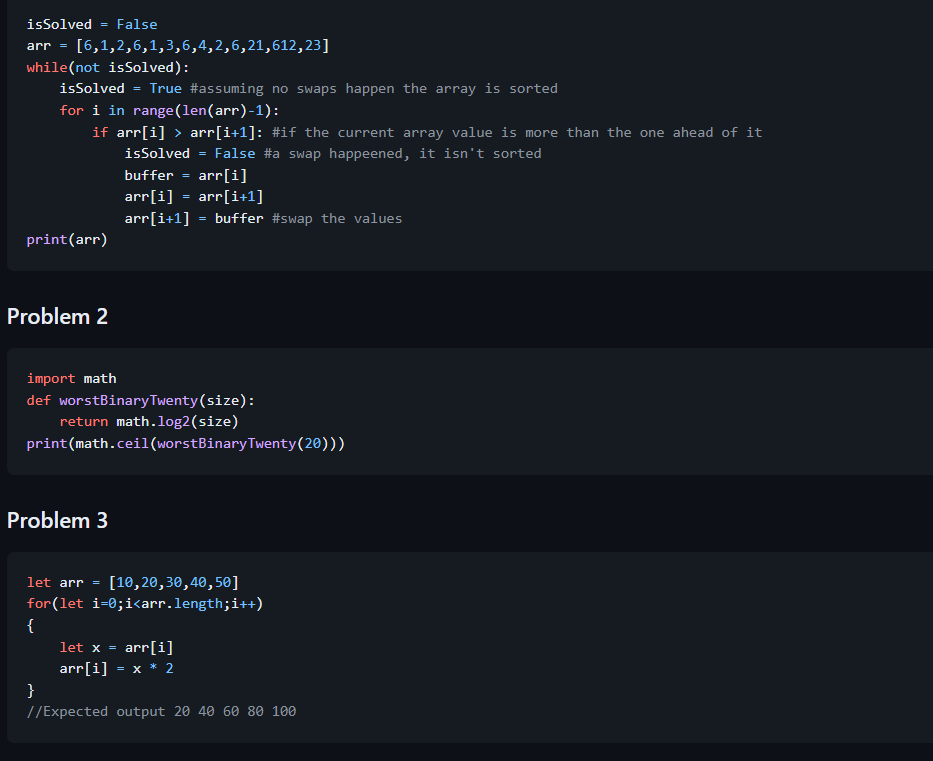 isSolved = False
arr = [6,1,2,6,1,3,6,4,2,6,21,612,23]
while(not isSolved):
    isSolved = True #assuming no swaps happen the array is sorted
    for i in range(len(arr)-1):
        if arr[i] > arr[i+1]: #if the current array value is more than the one ahead of it
            isSolved = False #a swap happeened, it isn't sorted
            buffer = arr[i]
            arr[i] = arr[i+1]
            arr[i+1] = buffer #swap the values
print(arr)
Problem 2
import math
def worstBinaryTwenty(size):
    return math.log2(size)
print(math.ceil(worstBinaryTwenty(20)))
Problem 3
let arr = [10,20,30,40,50]
for(let i=0;i<arr.length;i++)
{
    let x = arr[i]
    arr[i] = x * 2
}
//Expected output 20 40 60 80 100